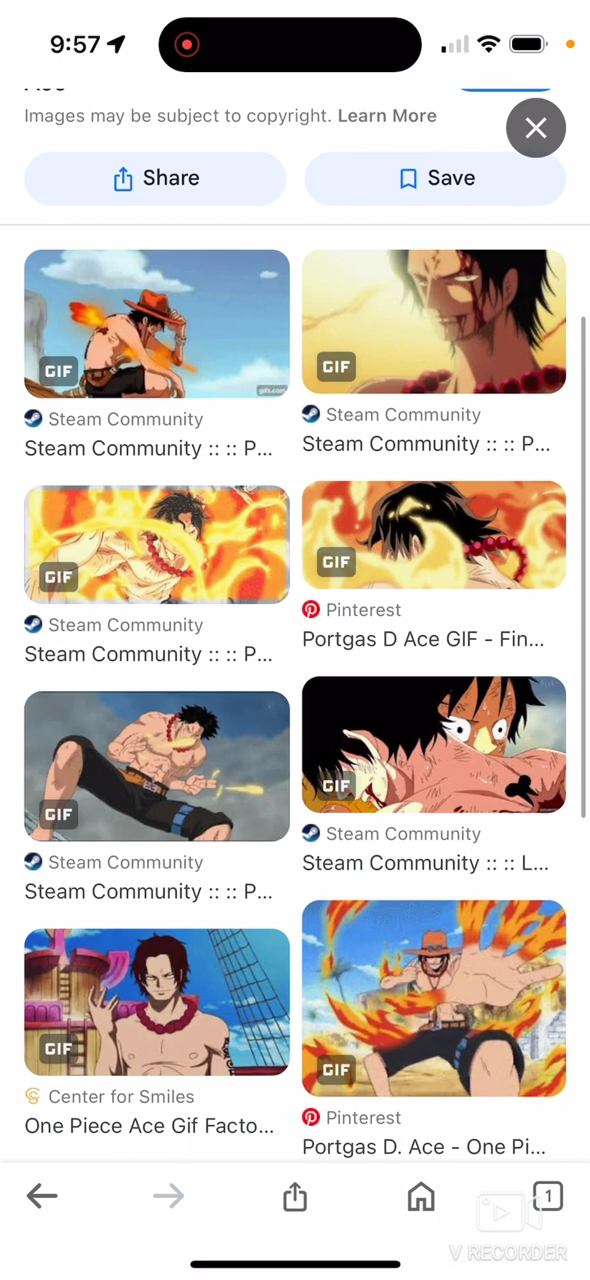 9:57
Images may be subject to copyright. Learn More
Share
Save
GIF
gifs.com
GIF
Steam Community
Steam Community :: :: P...
Steam Community
Steam Community :: :: P...
GIF
GIF
Steam Community
Steam Community :: :: P...
Pinterest
Portgas D Ace GIF - Fin...
GIF
GIF
Steam Community
Steam Community :: :: P...
Steam Community
Steam Community :: :: L...
GIF
GIF
Center for Smiles
One Piece Ace Gif Facto...
Pinterest
Portgas D. Ace - One Pi...
1
V RECORDER